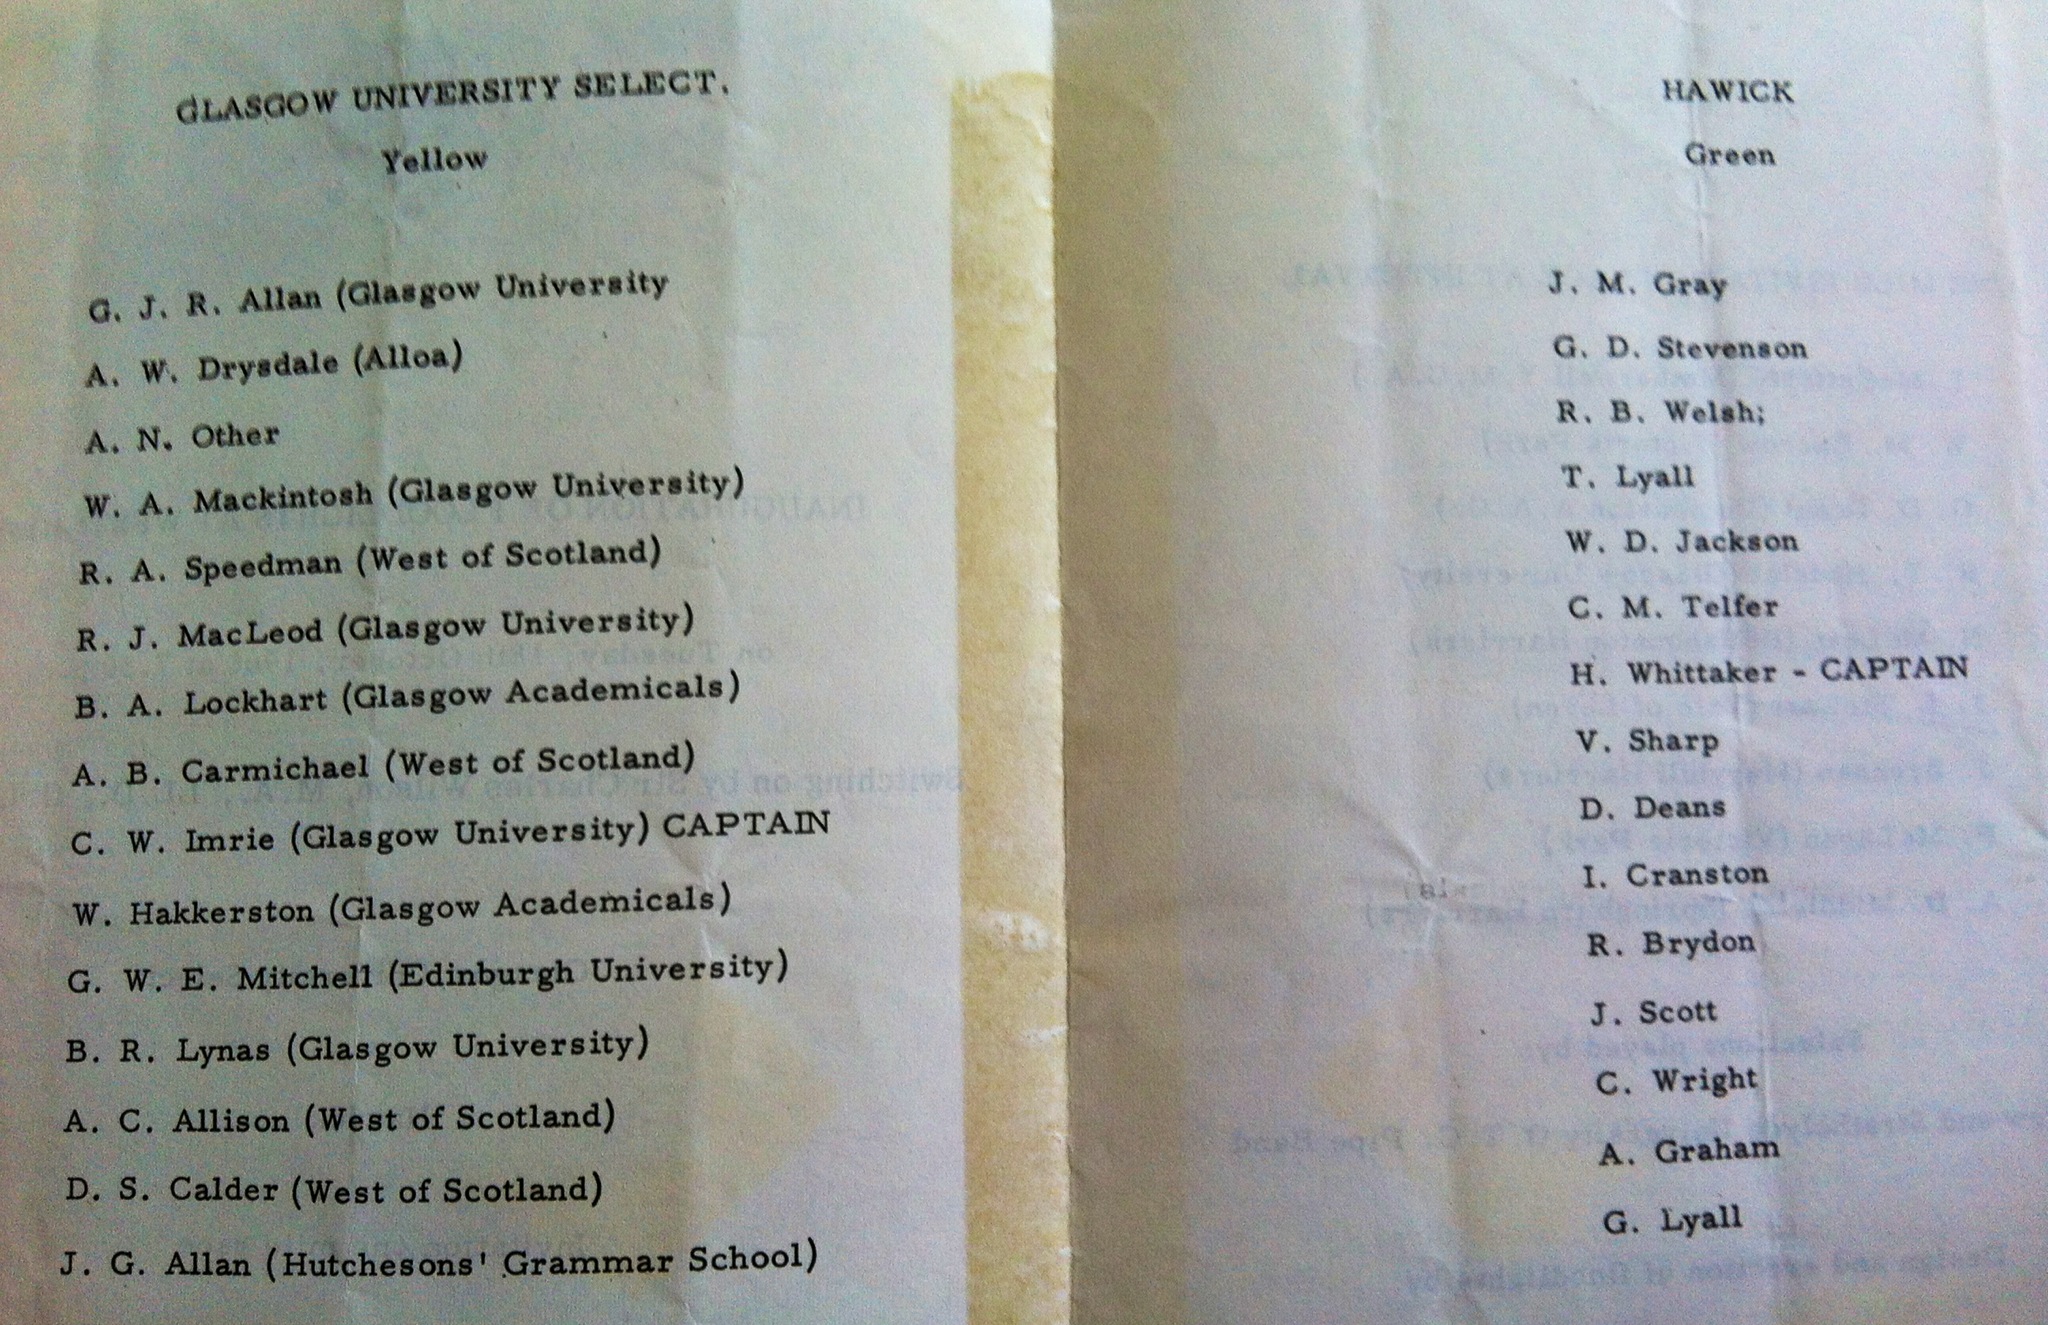 GLASGOW UNIVERSITY SELECT.
Yellow
G. J. R. Allan (Glasgow University
A. W. Drysdale (Alloa)
A. N. Other
W. A. Mackintosh (Glasgow University)
R. A. Speedman (West of Scotland)
R. J. MacLeod (Glasgow University)
B. A. Lockhart (Glasgow Academicals)
A. B. Carmichael (West of Scotland)
C. W. Imrie (Glasgow University) CAPTAIN
W. Hakkerston (Glasgow Academicals)
G. W. E. Mitchell (Edinburgh University)
B. R. Lynas (Glasgow University)
A. C. Allison (West of Scotland)
D. S. Calder (West of Scotland)
J. G. Allan (Hutchesons' Grammar School)
HAWICK
Green
J. M. Gray
G. D. Stevenson
R. B. Welsh;
T. Lyall
W. D. Jackson
C. M. Telfer
H. Whittaker - CAPTAIN
V. Sharp
D. Deans
I. Cranston
R. Brydon
J. Scott
C. Wright
A. Graham
G. Lyall